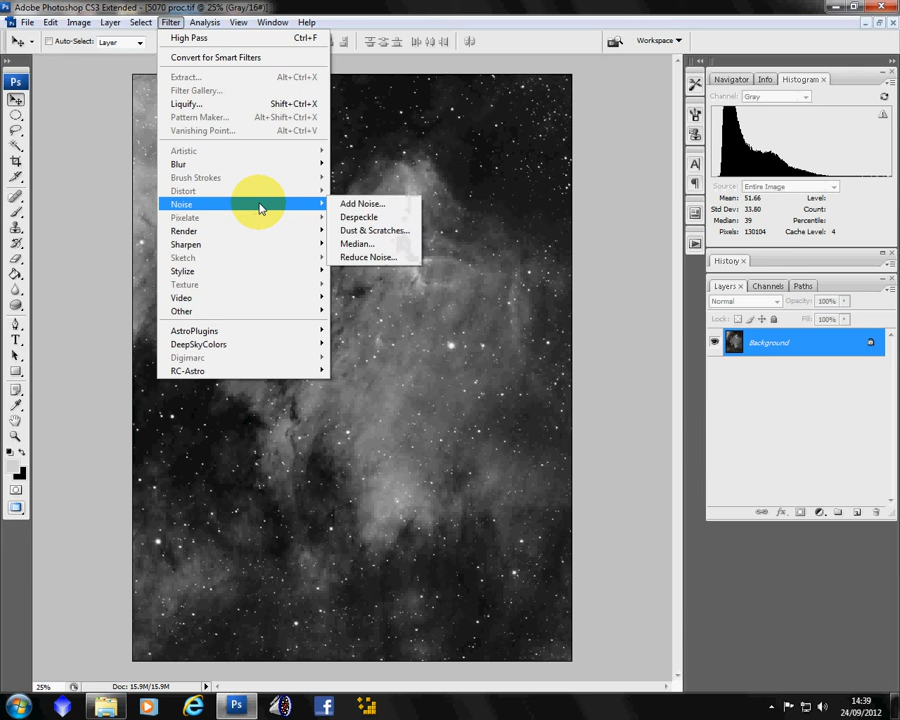 Adobe Photoshop CS3 Extended - [5070 proc.tif @ 25% (Gray/16#)]
File Edit Image Layer Select Filter Analysis View Window Help
Auto-Select: Layer
Workspace
High Pass Ctrl+F
Convert for Smart Filters
Extract... Alt+Ctrl+X
Filter Gallery...
Liquify... Shift+Ctrl+X
Pattern Maker... Alt+Shift+Ctrl+X
Vanishing Point... Alt+Ctrl+V
Artistic
Blur
Brush Strokes
Distort
Noise
Pixelate
Render
Sharpen
Sketch
Stylize
Texture
Video
Other
AstroPlugins
DeepSkyColors
Digimarc
RC-Astro
Add Noise...
Despeckle
Dust & Scratches...
Median...
Reduce Noise...
Ps
Navigator Info Histogram x
Channel: Gray
Source: Entire Image
Mean: 51.66 Level:
Std Dev: 33.60 Count:
Median: 39 Percentile:
Pixels: 130104 Cache Level: 4
History x
Layers x Channels Paths
Normal Opacity: 100%
Lock: Fill: 100%
Background
25% Doc: 15.9M/15.9M
Ps
14:39
24/09/2012